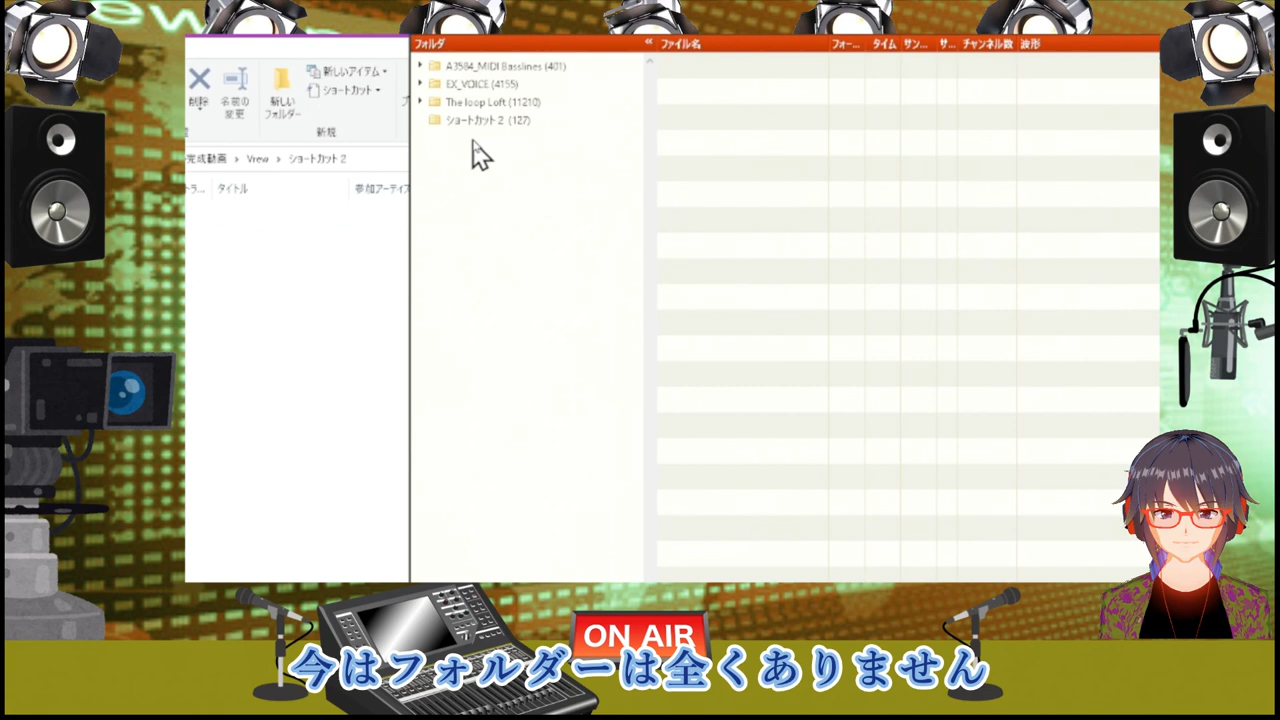 ew
フォルダ
«
ファイル名
フォー...
タイム
サン...
サ...
チャンネル数
波形
削除
名前の
変更
新しい
フォルダー
新しいアイテム
ショートカット
新規
完成動画 › Vrew › ショートカット 2
トラ...
タイトル
参加アーティス
A3584_MIDI Basslines (401)
EX_VOICE (4155)
The loop Loft (11210)
ショートカット 2 (127)
ON AIR
今はフォルダーは全くありません